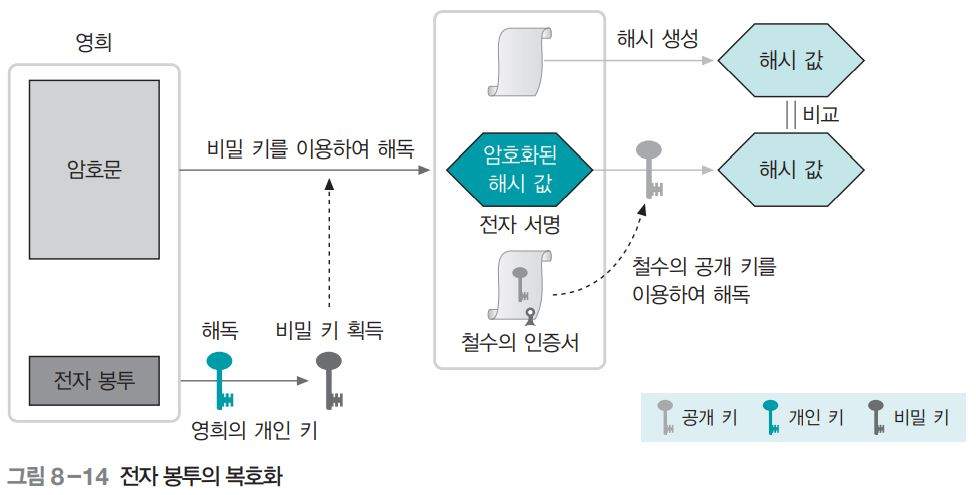 영희
암호문
비밀 키를 이용하여 해독
해독
비밀 키 획득
전자 봉투
영희의 개인 키
암호화된
해시 값
전자 서명
철수의 인증서
해시 생성
해시 값
비교
해시 값
철수의 공개 키를
이용하여 해독
공개 키
개인 키
비밀 키
그림 8-14 전자 봉투의 복호화